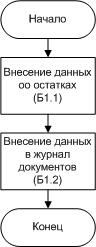 Начало
Внесение данных
оо остатках
(Б1.1)
Внесение данных
в журнал
документов
(Б1.2)
Конец